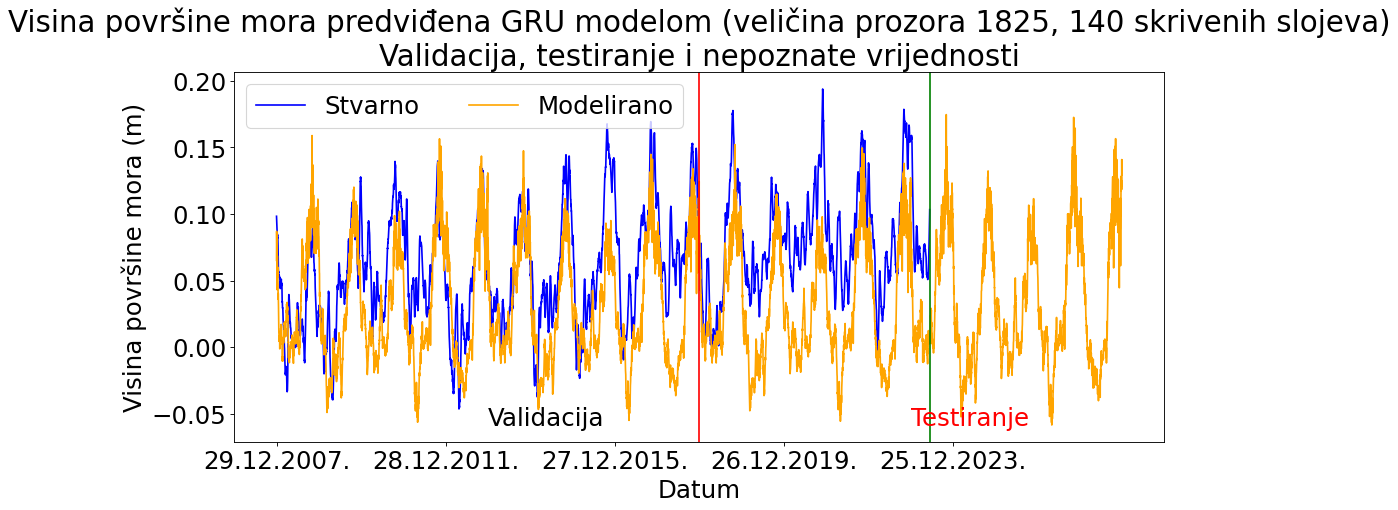 Visina površine mora predviđena GRU modelom (veličina prozora 1825, 140 skrivenih slojeva)
Validacija, testiranje i nepoznate vrijednosti
Stvarno
Modelirano
Visina površine mora (m)
0.20
0.15
0.10
0.05
0.00
−0.05
Validacija
Testiranje
29.12.2007.
28.12.2011.
27.12.2015.
26.12.2019.
25.12.2023.
Datum